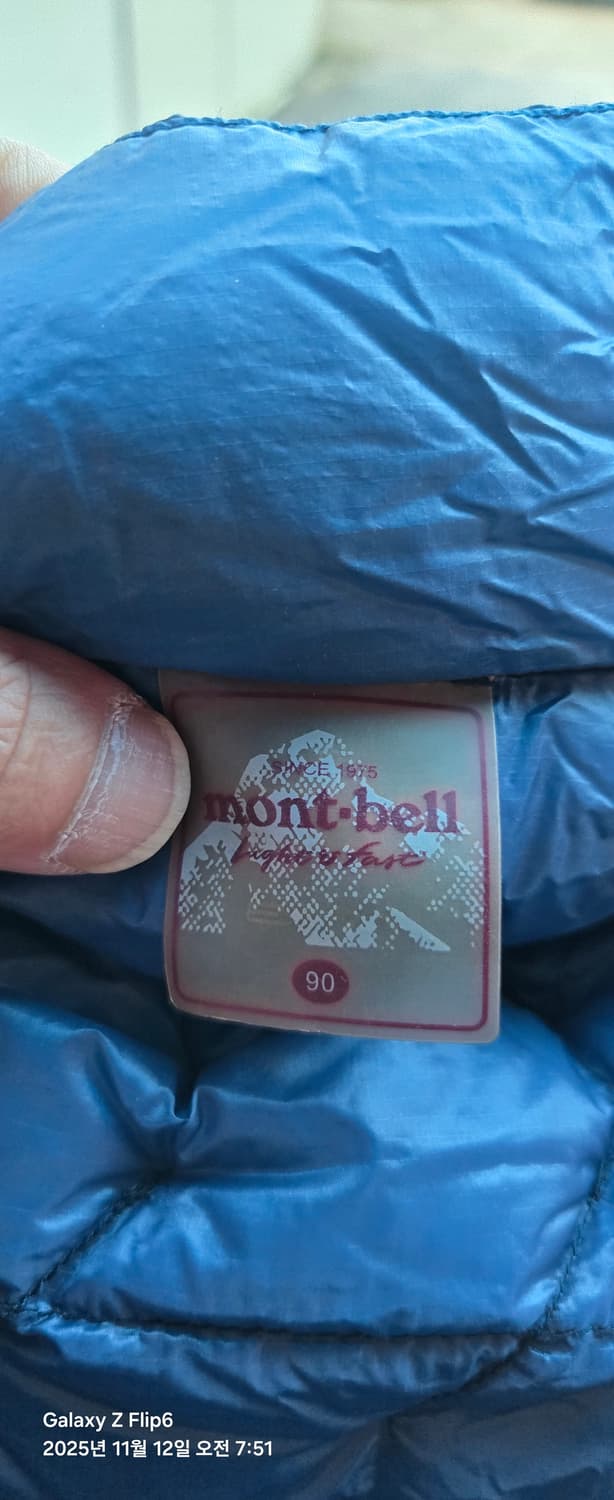 SINCE 1975
mont·bell
Light & Fast
90
Galaxy Z Flip6
2025년 11월 12일 오전 7:51